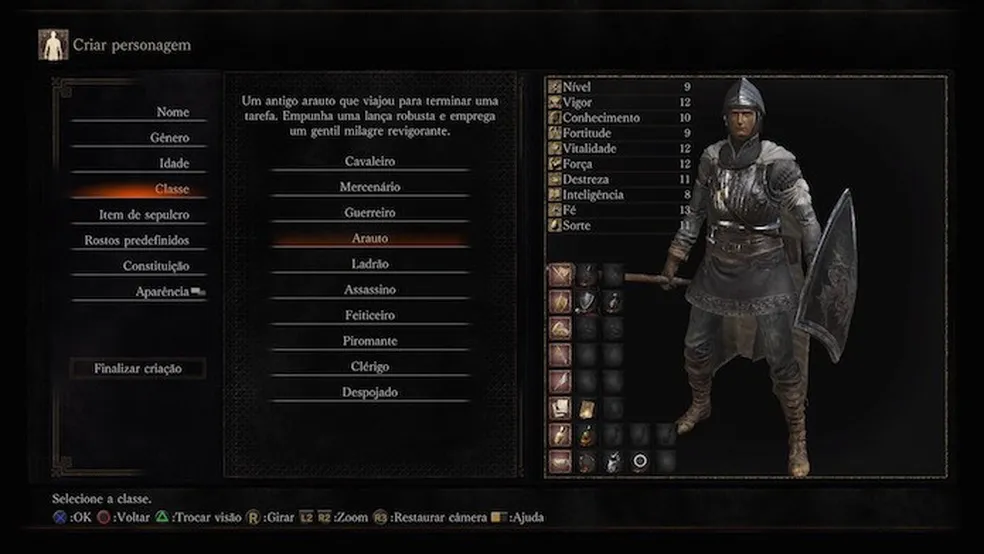 Criar personagem
Nome
Gênero
Idade
Classe
Item de sepulcro
Rostos predefinidos
Constituição
Aparência
Finalizar criação
Um antigo arauto que viajou para terminar uma
tarefa. Empunha uma lança robusta e emprega
um gentil milagre revigorante.
Cavaleiro
Mercenário
Guerreiro
Arauto
Ladrão
Assassino
Feiticeiro
Piromante
Clérigo
Despojado
Nível 9
Vigor 12
Conhecimento 10
Fortitude 9
Vitalidade 12
Força 12
Destreza 11
Inteligência 8
Fé 13
Sorte 11
Selecione a classe.
:OK :Voltar :Trocar visão R :Girar L2 R2 :Zoom R3 :Restaurar câmera :Ajuda